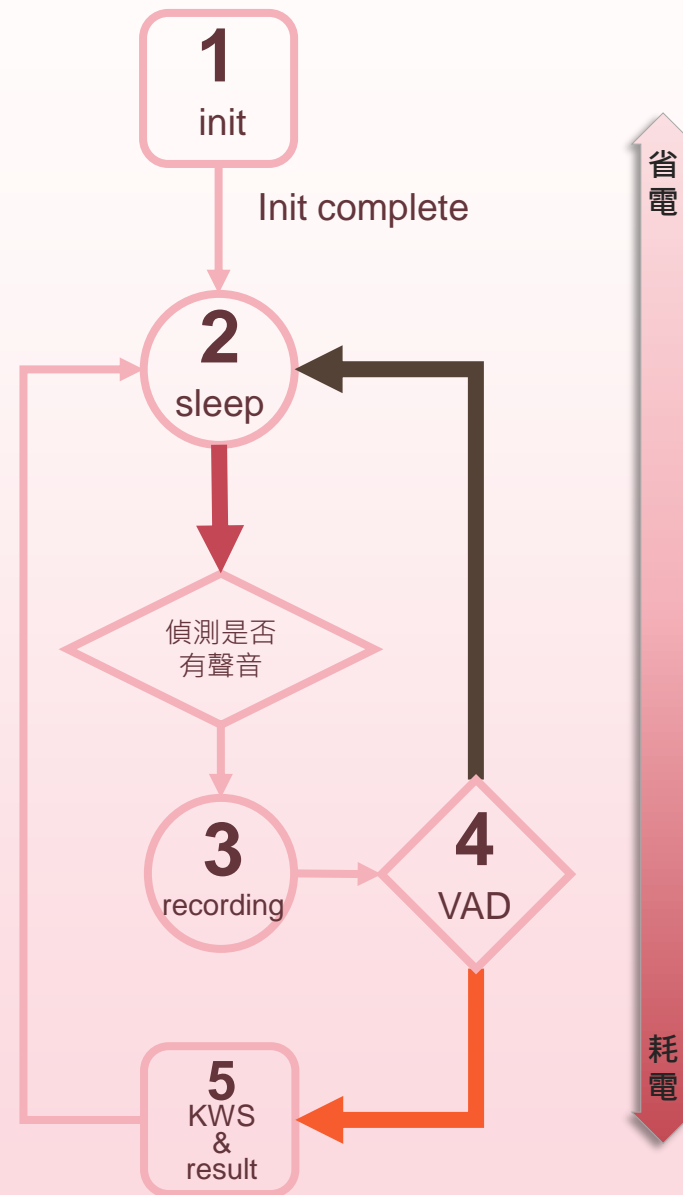 1
init
Init complete
2
sleep
偵測是否
有聲音
3
recording
4
VAD
5
KWS
&
result
省
電
耗
電